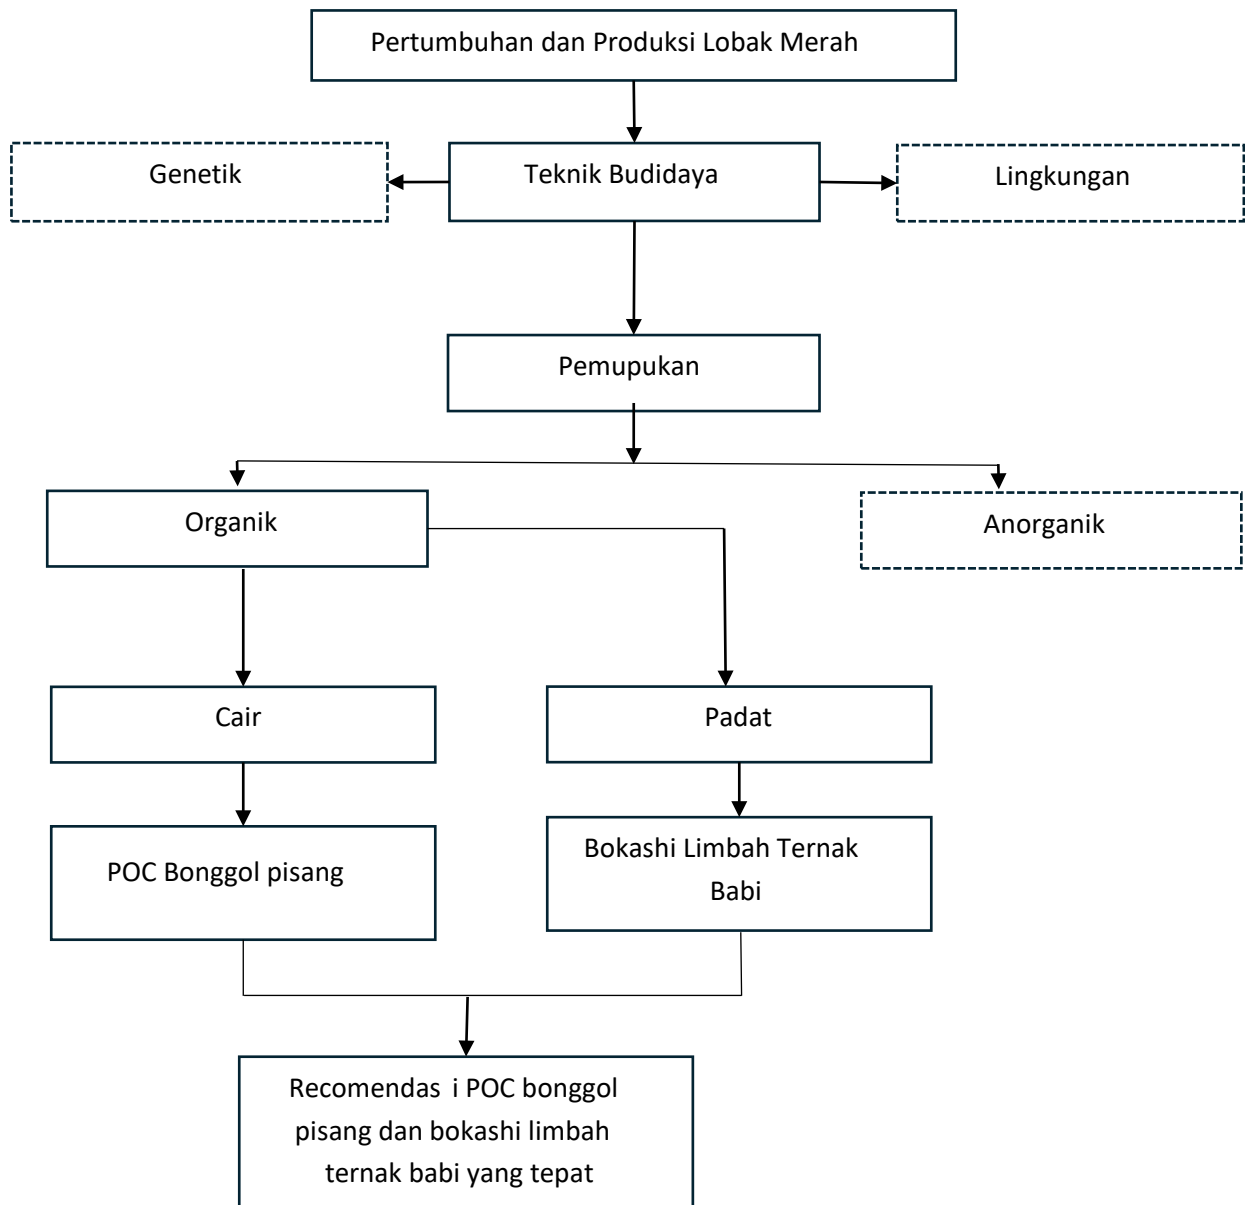 Pertumbuhan dan Produksi Lobak Merah
Genetik
Teknik Budidaya
Lingkungan
Pemupukan
Organik
Anorganik
Cair
Padat
POC Bonggol pisang
Bokashi Limbah Ternak
Babi
Recomendas i POC bonggol
pisang dan bokashi limbah
ternak babi yang tepat